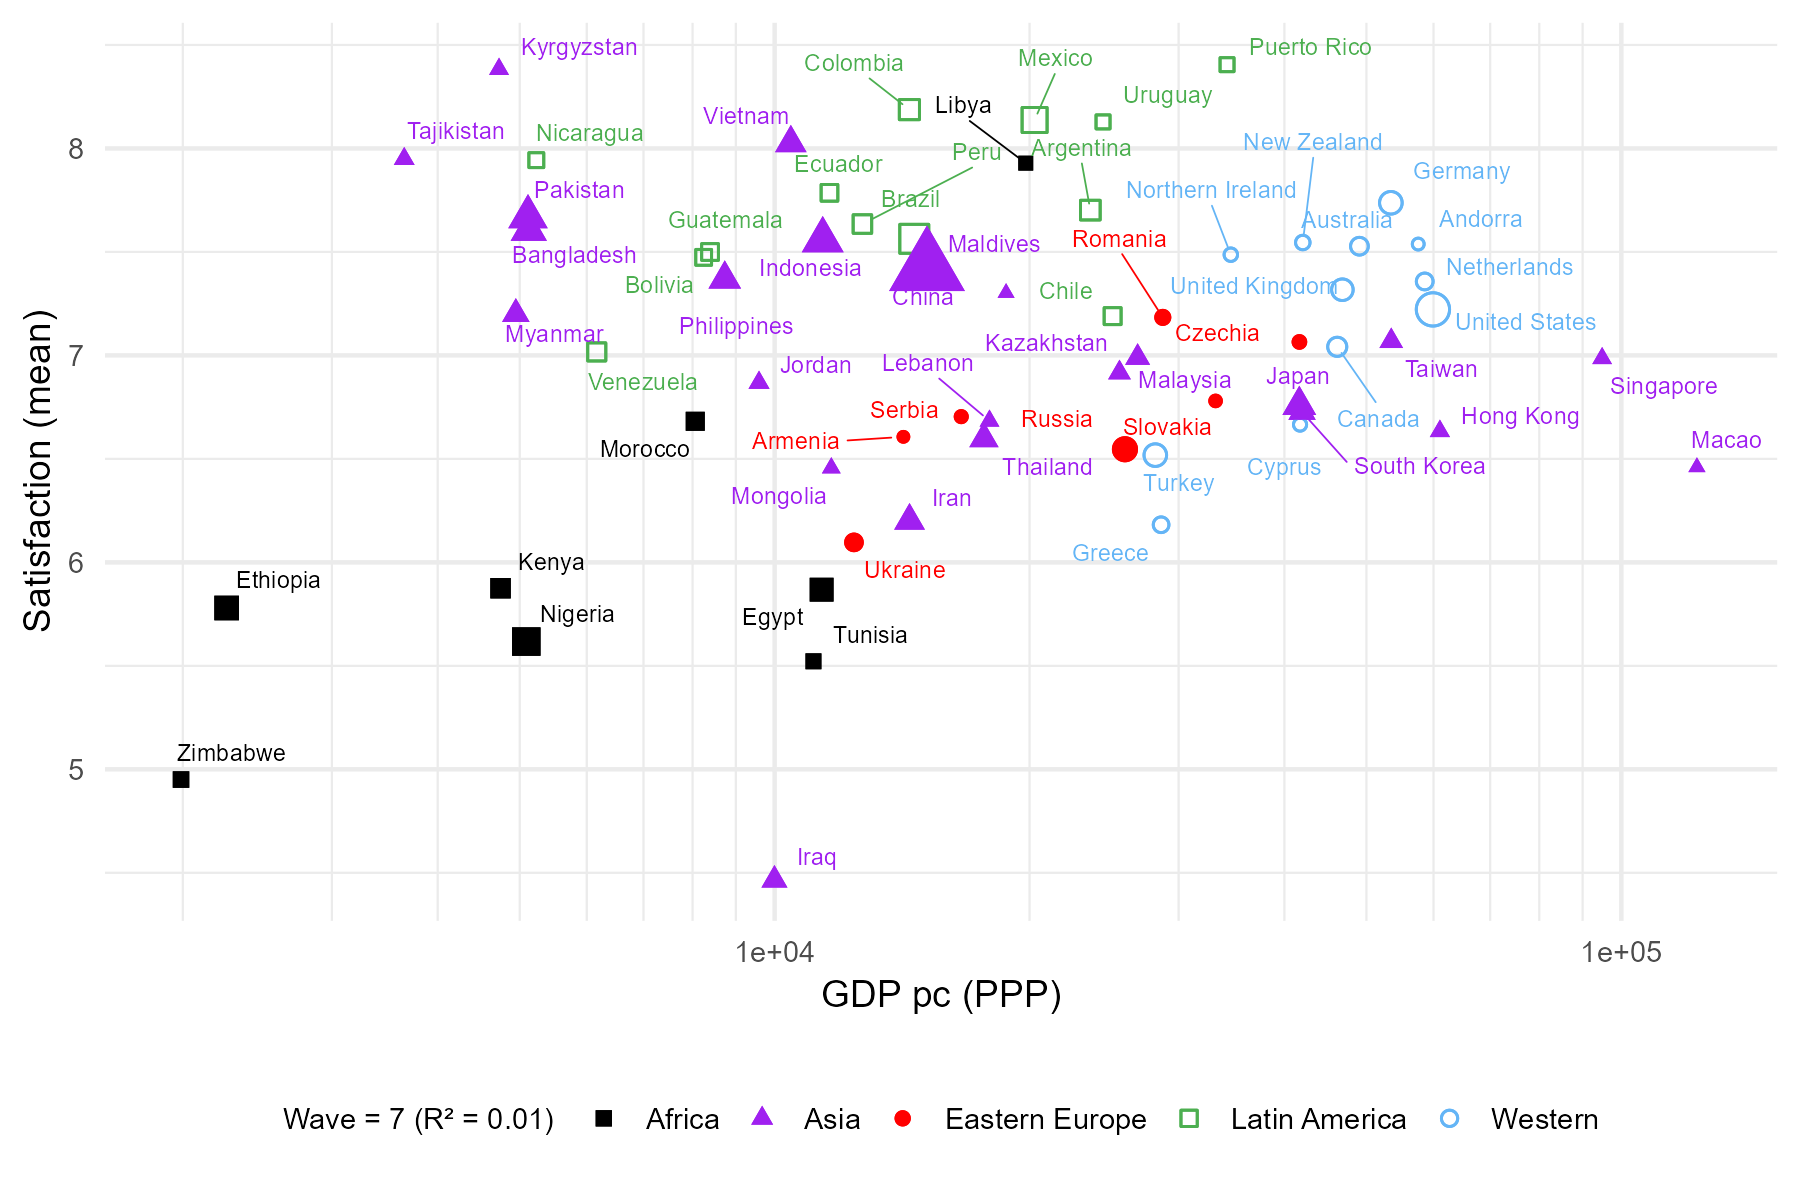 Kyrgyzstan
Puerto Rico
Mexico
Colombia
Uruguay
Libya
Vietnam
Tajikistan
Nicaragua
New Zealand
8
Peru
Argentina
Ecuador
Germany
Pakistan
Northern Ireland
Brazil
Guatemala
Australia
Andorra
Romania
Maldives
Bangladesh
Indonesia
Netherlands
Bolivia
United Kingdom
Chile
China
United States
Philippines
Myanmar
Czechia
Kazakhstan
7
Jordan
Lebanon
Taiwan
Japan
Malaysia
Venezuela
Singapore
Serbia
Russia
Hong Kong
Canada
Slovakia
Armenia
Macao
Morocco
Thailand
Cyprus
South Korea
Turkey
Mongolia
Iran
Greece
6
Kenya
Ukraine
Ethiopia
Nigeria
Egypt
Tunisia
Zimbabwe
5
Iraq
Satisfaction (mean)
1e+04
1e+05
GDP pc (PPP)
Wave = 7 (R² = 0.01) Africa Asia Eastern Europe Latin America Western